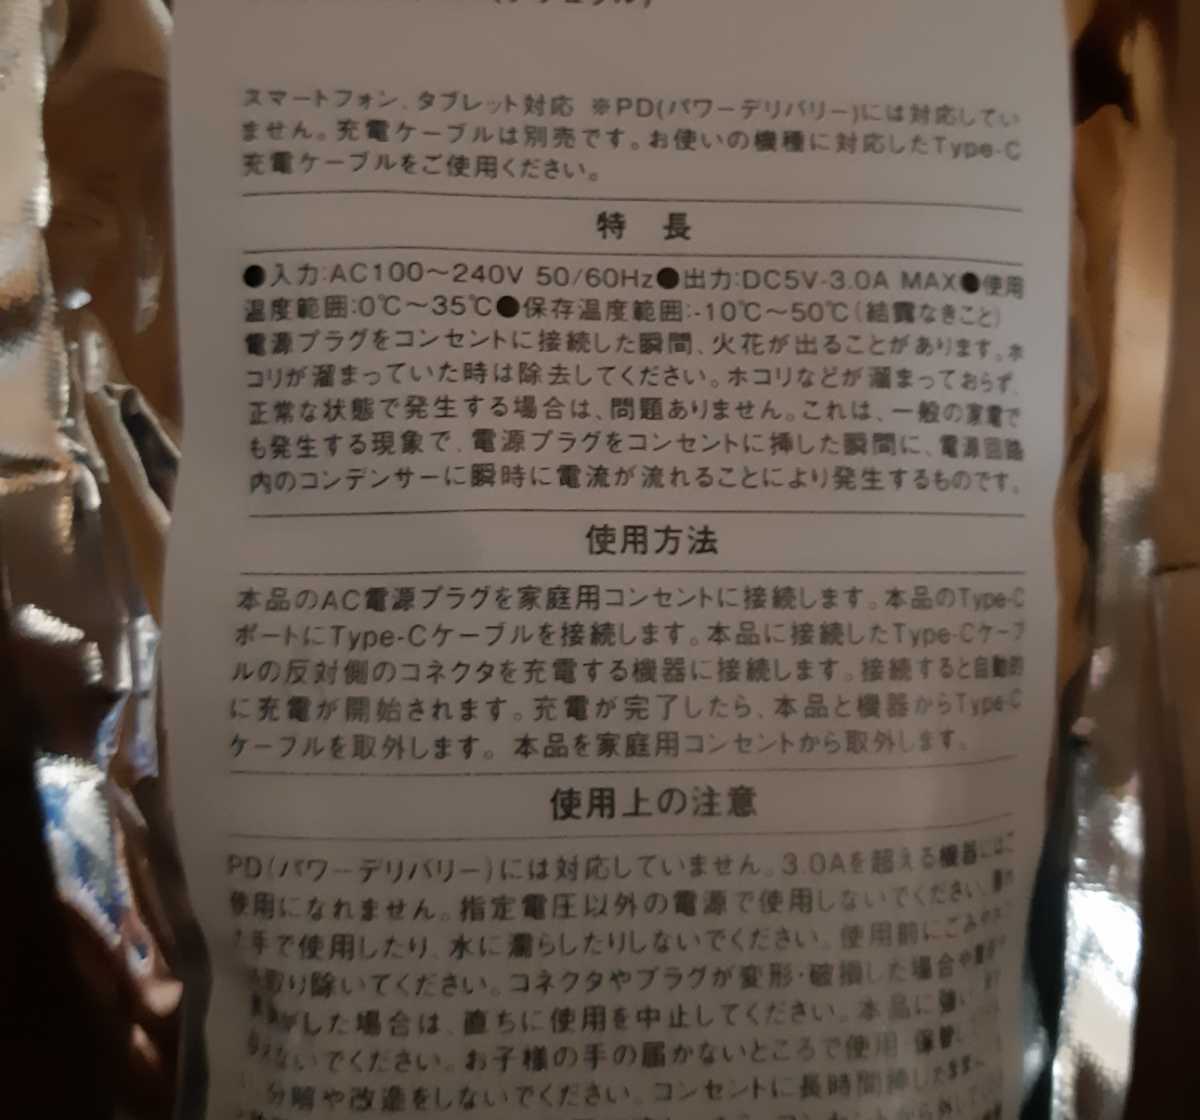 スマートフォン、タブレット対応 ※PD(パワーデリバリー)には対応してい
ません。充電ケーブルは別売です。お使いの機種に対応したType-C
充電ケーブルをご使用ください。
特 長
●入力:AC100〜240V 50/60Hz●出力:DC5V-3.0A MAX●使用
温度範囲:0℃〜35℃●保存温度範囲:-10℃〜50℃(結露なきこと)
電源プラグをコンセントに接続した瞬間、火花が出ることがあります。ホ
コリが溜まっていた時は除去してください。ホコリなどが溜まっておらず、
正常な状態で発生する場合は、問題ありません。これは、一般の家電で
も発生する現象で、電源プラグをコンセントに挿した瞬間に、電源回路
内のコンデンサーに瞬時に電流が流れることにより発生するものです。
使用方法
本品のAC電源プラグを家庭用コンセントに接続します。本品のType-C
ポートにType-Cケーブルを接続します。本品に接続したType-Cケーブ
ルの反対側のコネクタを充電する機器に接続します。接続すると自動的
に充電が開始されます。充電が完了したら、本品と機器からType-C
ケーブルを取外します。本品を家庭用コンセントから取外します。
使用上の注意
PD(パワーデリバリー)には対応していません。3.0Aを超える機器にはご
使用になれません。指定電圧以外の電源で使用しないでください。
手で使用したり、水に濡らしたりしないでください。使用前にごみや
取り除いてください。コネクタやプラグが変形・破損した場合や
した場合は、直ちに使用を中止してください。本品に強い
ないでください。お子様の手の届かないところで使用
分解や改造をしないでください。コンセントに長時間挿したまま